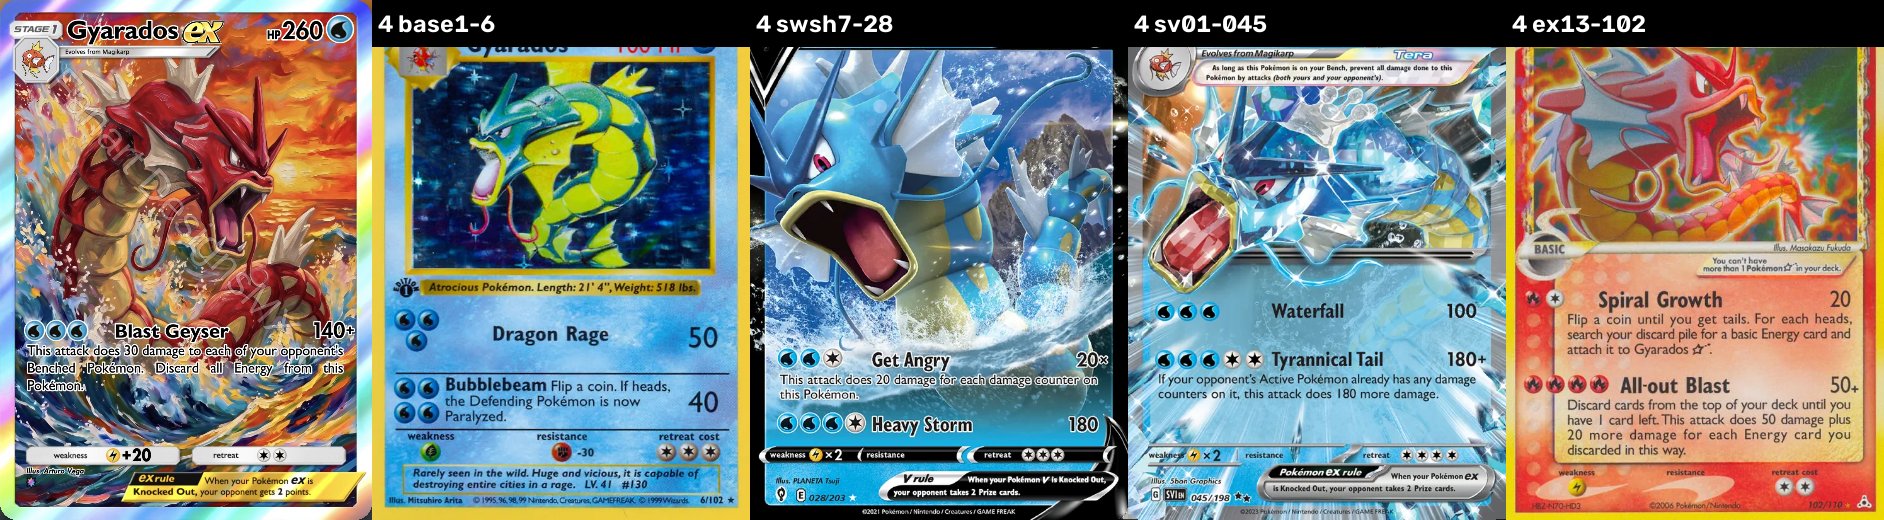 STAGE 1 Gyarados ex HP260
Evolves from Magikarp
Blast Geyser 140+
This attack does 30 damage to each of your opponent's
Benched Pokémon. Discard all Energy from this
Pokémon.
weakness +20 retreat
Illus. Arturo Vega
ex rule When your Pokémon ex is
Knocked Out, your opponent gets 2 points.
4 base1-6
Gyarados 100 HP
Atrocious Pokémon. Length: 21' 4", Weight: 518 lbs.
Dragon Rage 50
Bubblebeam Flip a coin. If heads,
the Defending Pokémon is now
Paralyzed.
40
weakness resistance retreat cost
-30
Rarely seen in the wild. Huge and vicious, it is capable of
destroying entire cities in a rage. LV. 41 #130
Illus. Mitsuhiro Arita © 1995, 96, 98, 99 Nintendo, Creatures, GAMEFREAK. © 1999 Wizards. 6/102 ★
4 swsh7-28
Get Angry 20×
This attack does 20 damage for each damage counter on
this Pokémon.
Heavy Storm 180
weakness ×2 resistance retreat
Illus. PLANETA Tsuji
E 028/203 ★
V rule When your Pokémon V is Knocked Out,
your opponent takes 2 Prize cards.
©2021 Pokémon / Nintendo / Creatures / GAME FREAK
4 sv01-045
Evolves from Magikarp Tera
As long as this Pokémon is on your Bench, prevent all damage done to this
Pokémon by attacks (both yours and your opponent's).
Waterfall 100
Tyrannical Tail 180+
If your opponent's Active Pokémon already has any damage
counters on it, this attack does 180 more damage.
weakness ×2 resistance retreat
Illus. 5ban Graphics
G SVI EN 045/198 ★★
Pokémon ex rule When your Pokémon ex
is Knocked Out, your opponent takes 2 Prize cards.
©2023 Pokémon / Nintendo / Creatures / GAME FREAK
4 ex13-102
BASIC
Illus. Masakazu Fukuda
You can't have
more than 1 Pokémon ☆ in your deck.
Spiral Growth 20
Flip a coin until you get tails. For each heads,
search your discard pile for a basic Energy card and
attach it to Gyarados ☆.
All-out Blast 50+
Discard cards from the top of your deck until you
have 1 card left. This attack does 50 damage plus
20 more damage for each Energy card you
discarded in this way.
weakness resistance retreat cost
©2006 Pokémon/Nintendo 102/110